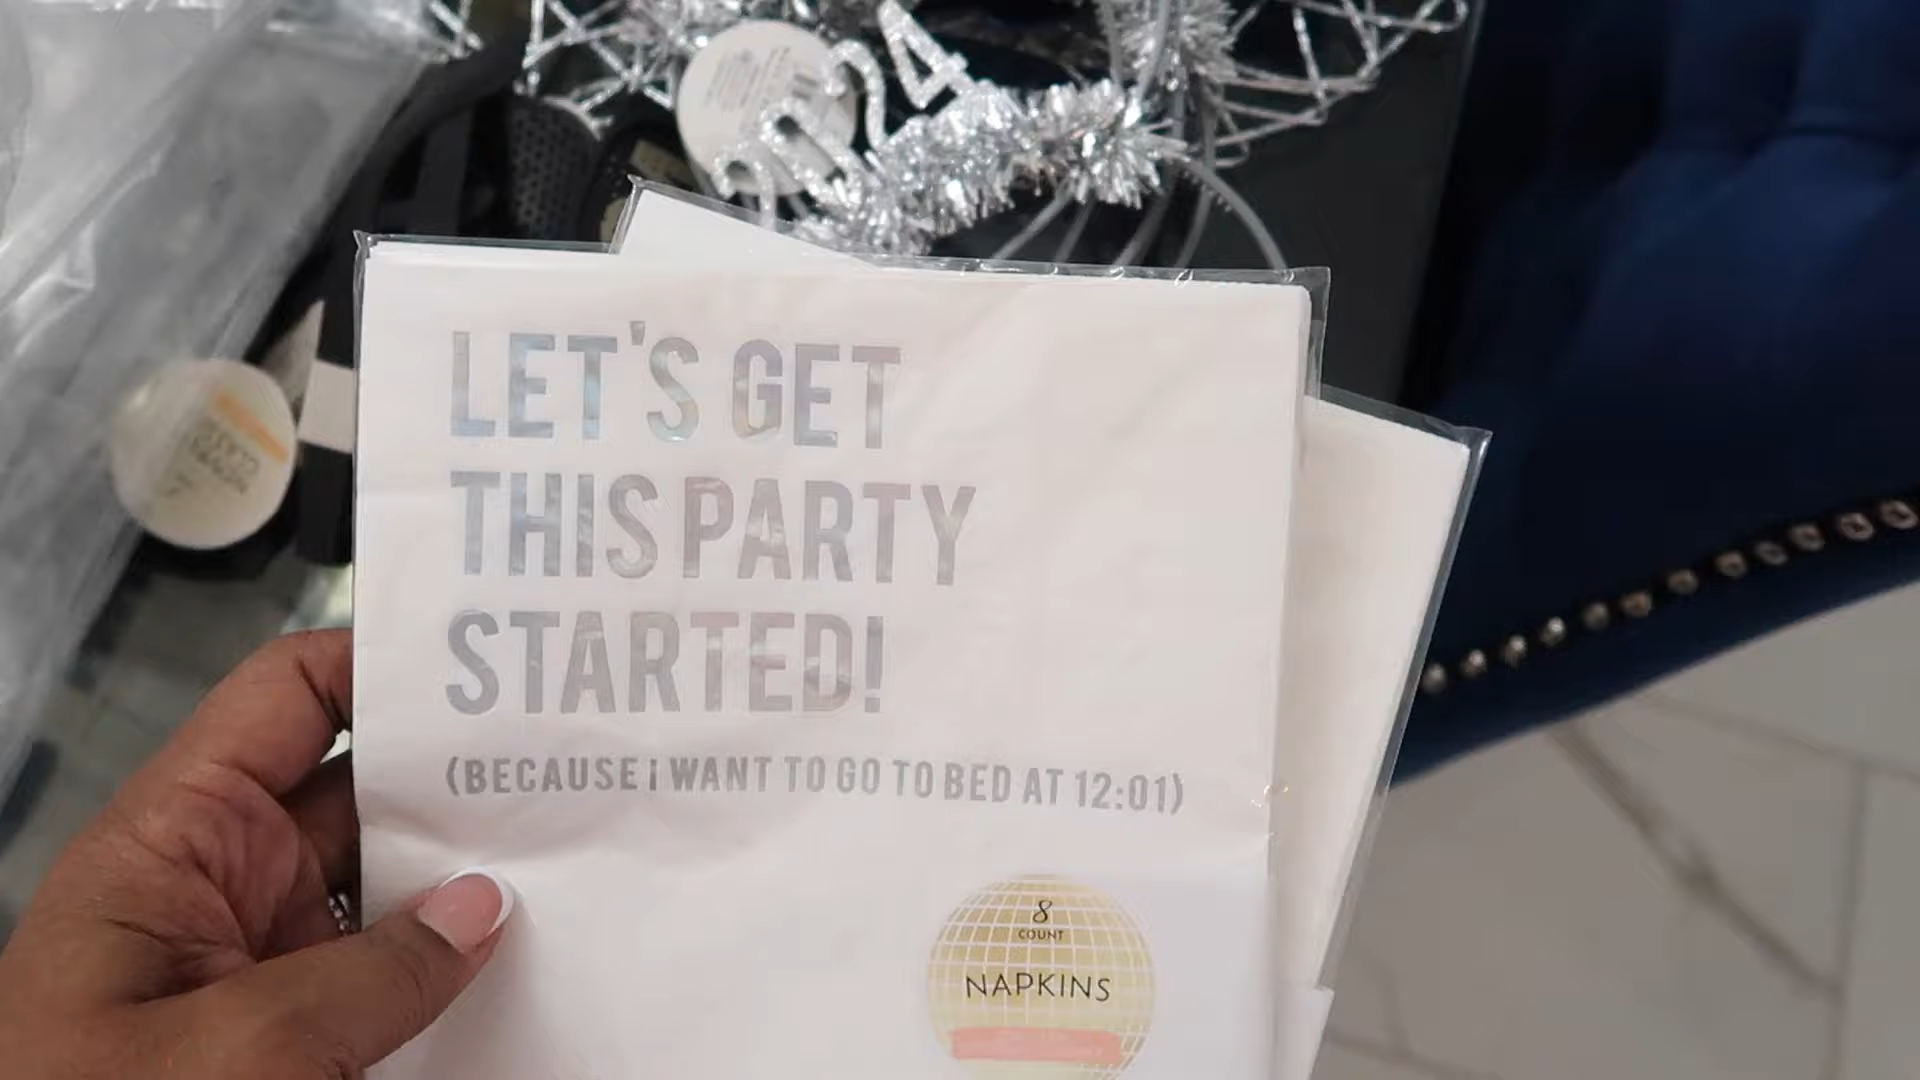 LET'S GET
THIS PARTY
STARTED!
(BECAUSE i WANT TO GO TO BED AT 12:01)
8
COUNT
NAPKINS